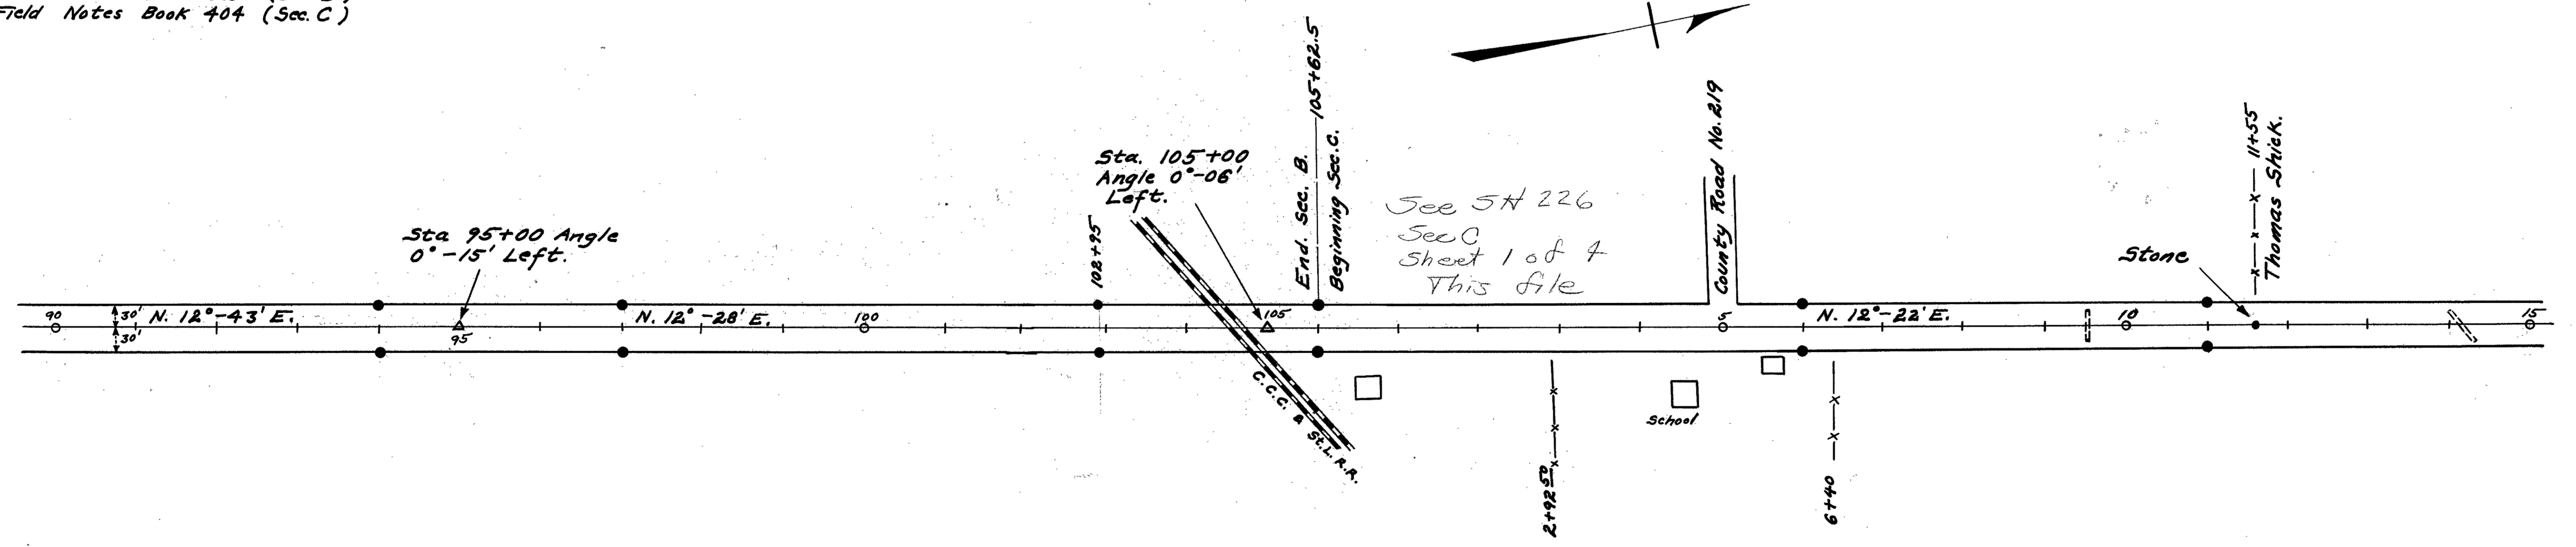 Field Notes Book 404 (Sec. C)
Sta 95+00 Angle
0°-15' Left.
102+95
Sta. 105+00
Angle 0°-06'
Left.
End. Sec. B. 105+62.5
Beginning Sec. C.
See SH 226
Sec C
Sheet 1 of 4
This file
County Road No. 219
Stone
11+55
Thomas Shick.
90
30'
30'
N. 12°-43' E.
95
N. 12°-28' E.
100
105
5
N. 12°-22' E.
10
15
C.C.C. & St.L. R.R.
2+92 50
School
6+40